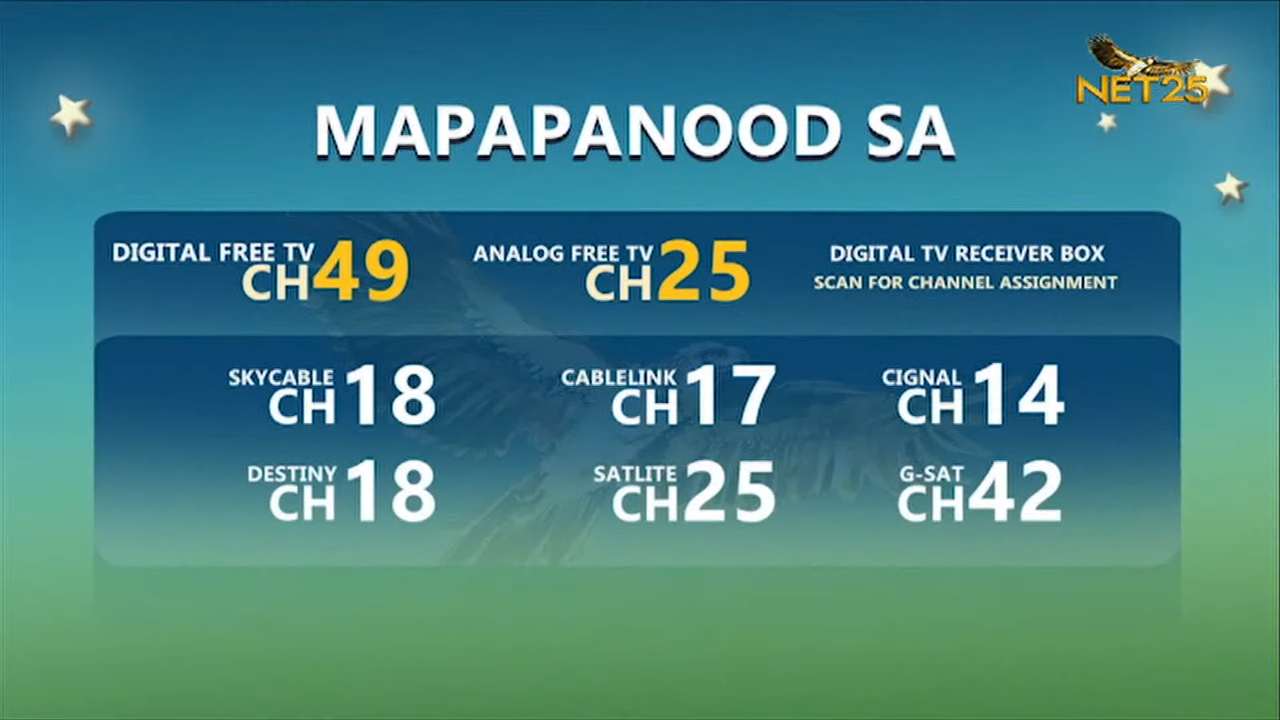 NET25
MAPAPANOOD SA
DIGITAL FREE TV
CH49
ANALOG FREE TV
CH25
DIGITAL TV RECEIVER BOX
SCAN FOR CHANNEL ASSIGNMENT
SKYCABLE
CH18
CABLELINK
CH17
CIGNAL
CH14
DESTINY
CH18
SATLITE
CH25
G-SAT
CH42